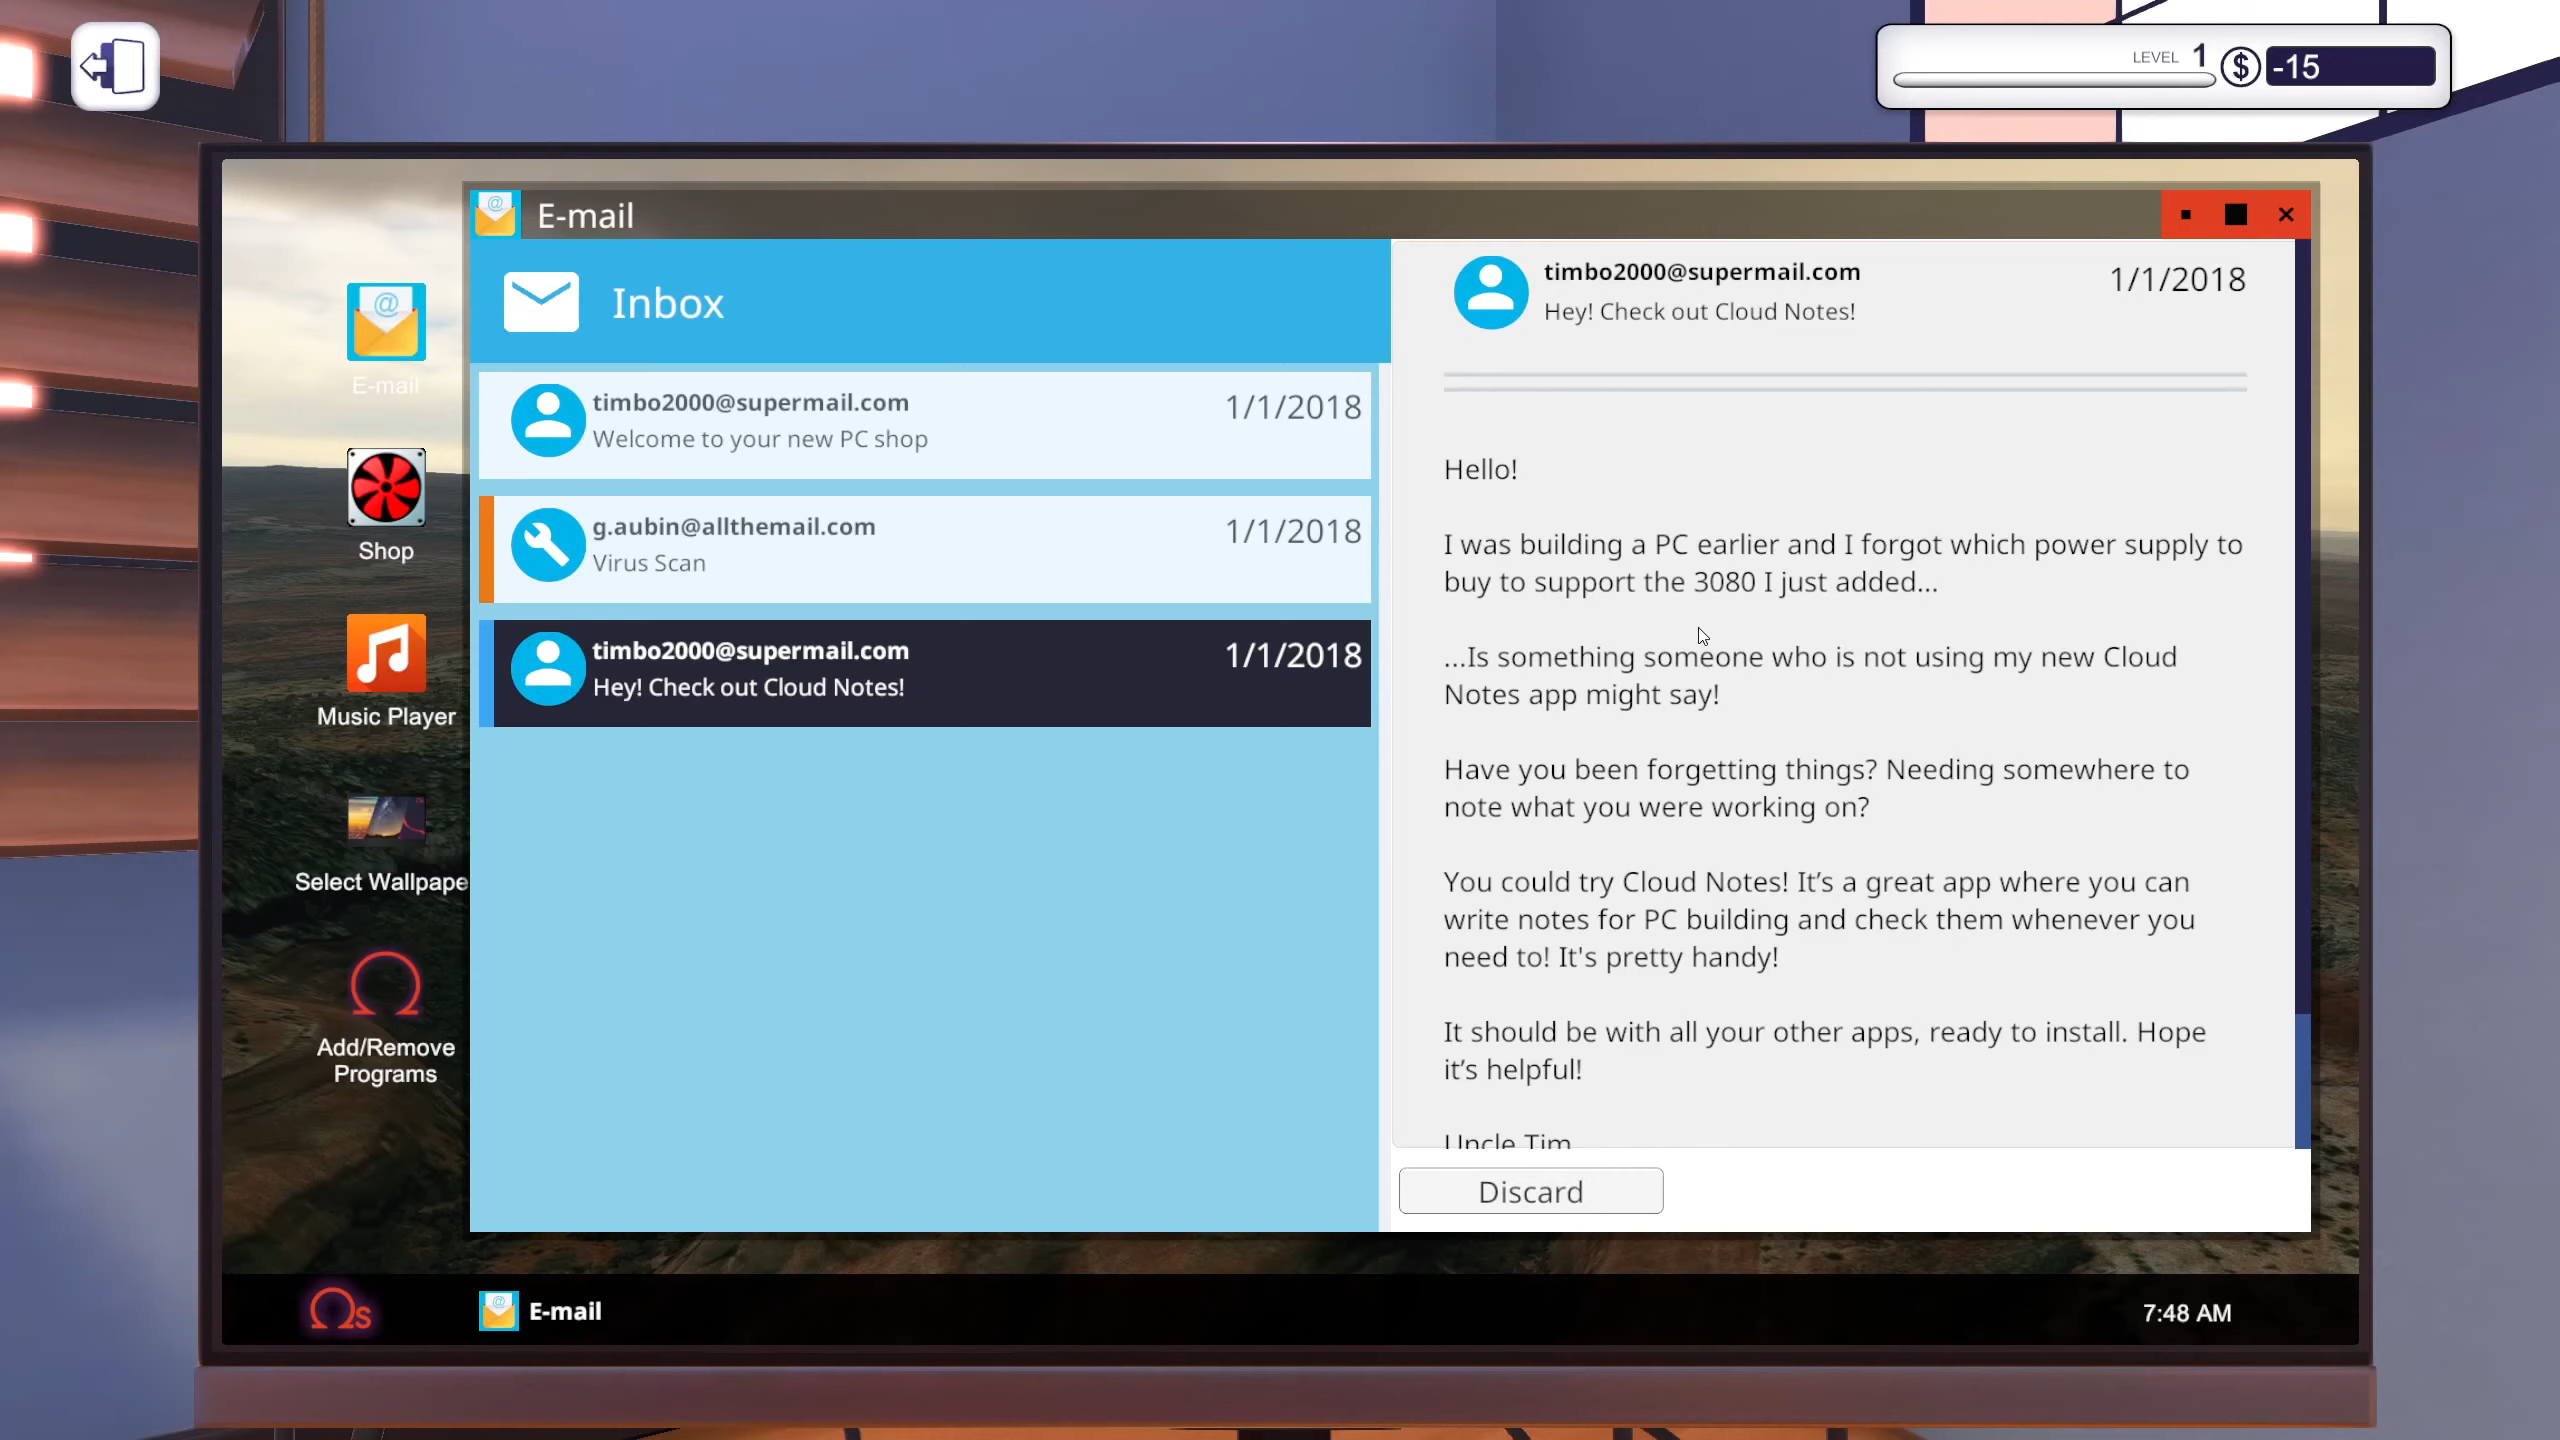 LEVEL 1 $ -15
E-mail
Inbox
timbo2000@supermail.com 1/1/2018
Welcome to your new PC shop
g.aubin@allthemail.com 1/1/2018
Virus Scan
timbo2000@supermail.com 1/1/2018
Hey! Check out Cloud Notes!
timbo2000@supermail.com 1/1/2018
Hey! Check out Cloud Notes!
Hello!
I was building a PC earlier and I forgot which power supply to
buy to support the 3080 I just added...
...Is something someone who is not using my new Cloud
Notes app might say!
Have you been forgetting things? Needing somewhere to
note what you were working on?
You could try Cloud Notes! It’s a great app where you can
write notes for PC building and check them whenever you
need to! It's pretty handy!
It should be with all your other apps, ready to install. Hope
it’s helpful!
Uncle Tim
Discard
E-mail
Shop
Music Player
Select Wallpape
Add/Remove
Programs
Ωs
E-mail
7:48 AM